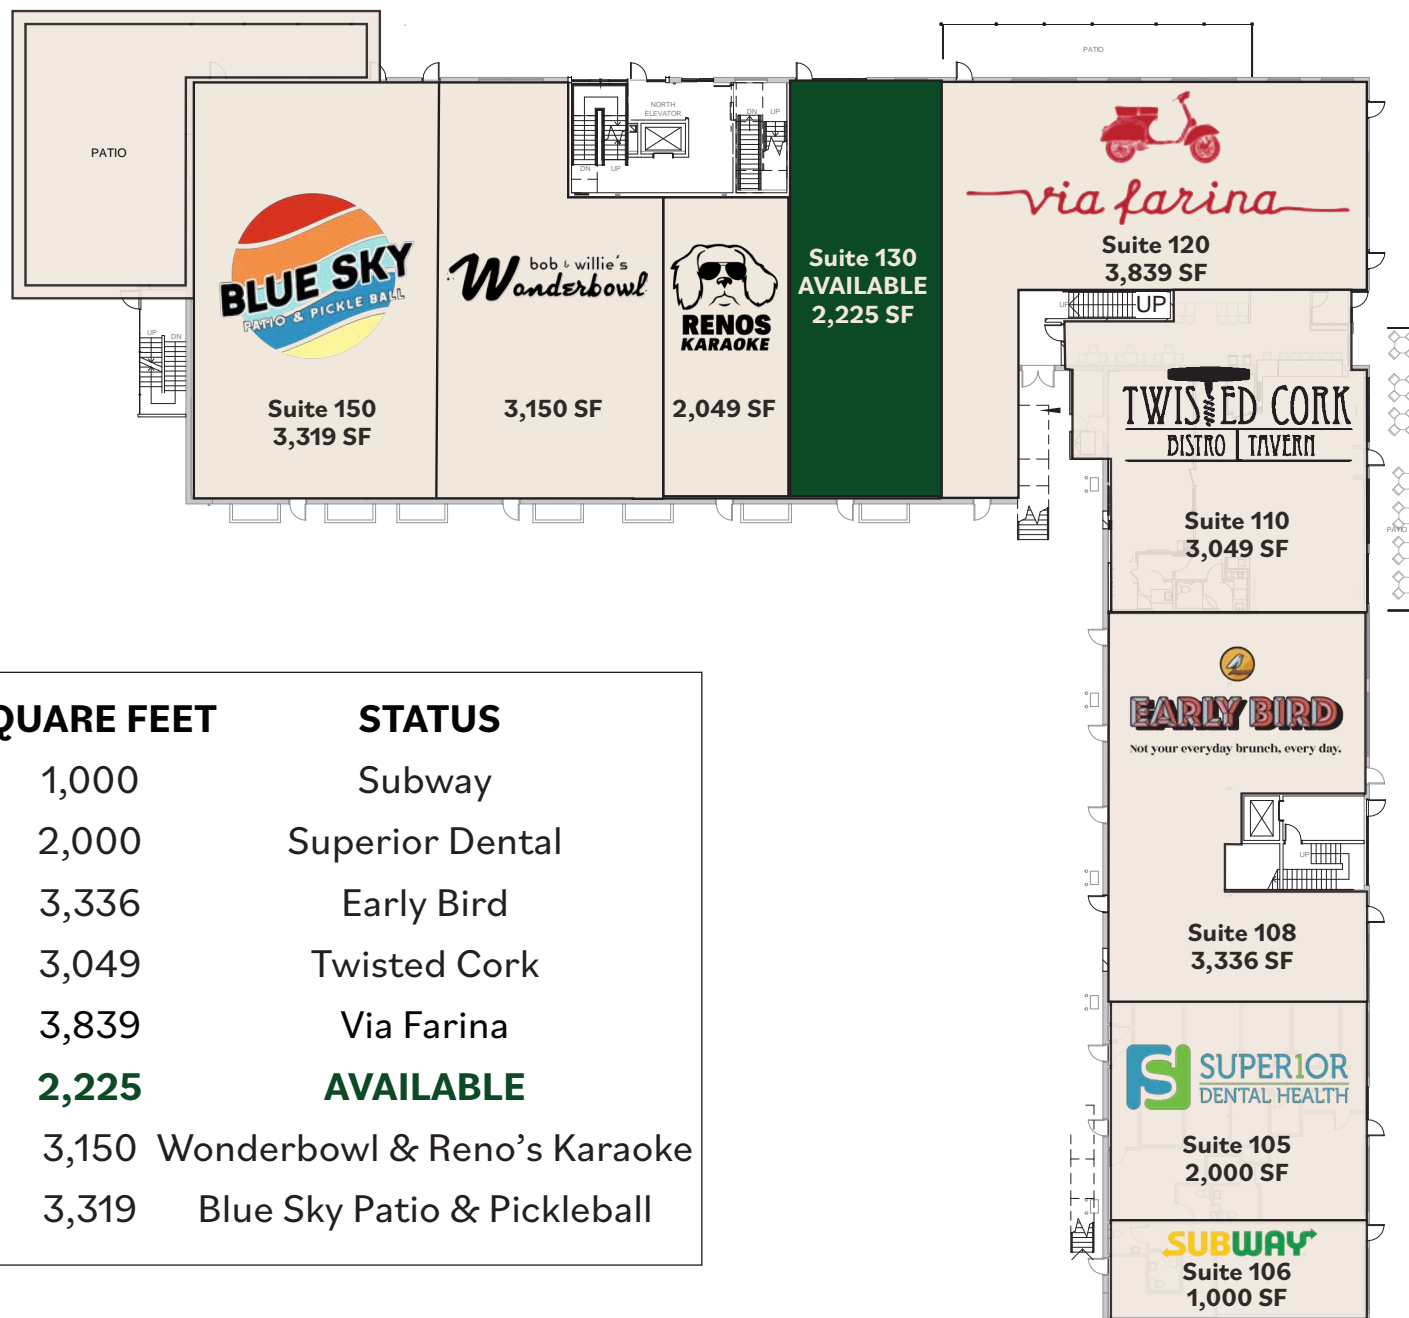 PATIO
PATIO
NORTH
ELEVATOR
DN
UP
DN
UP
BLUE SKY
PATIO & PICKLE BALL
Suite 150
3,319 SF
bob & willie's
Wonderbowl
3,150 SF
RENOS
KARAOKE
2,049 SF
Suite 130
AVAILABLE
2,225 SF
via farina
Suite 120
3,839 SF
UP
UP
UP
DN
TWISTED CORK
BISTRO | TAVERN
Suite 110
3,049 SF
PATIO
EARLY BIRD
Not your everyday brunch, every day.
UP
Suite 108
3,336 SF
SUPER1OR
DENTAL HEALTH
Suite 105
2,000 SF
SUBWAY
Suite 106
1,000 SF
QUARE FEET STATUS
1,000 Subway
2,000 Superior Dental
3,336 Early Bird
3,049 Twisted Cork
3,839 Via Farina
2,225 AVAILABLE
3,150 Wonderbowl & Reno's Karaoke
3,319 Blue Sky Patio & Pickleball